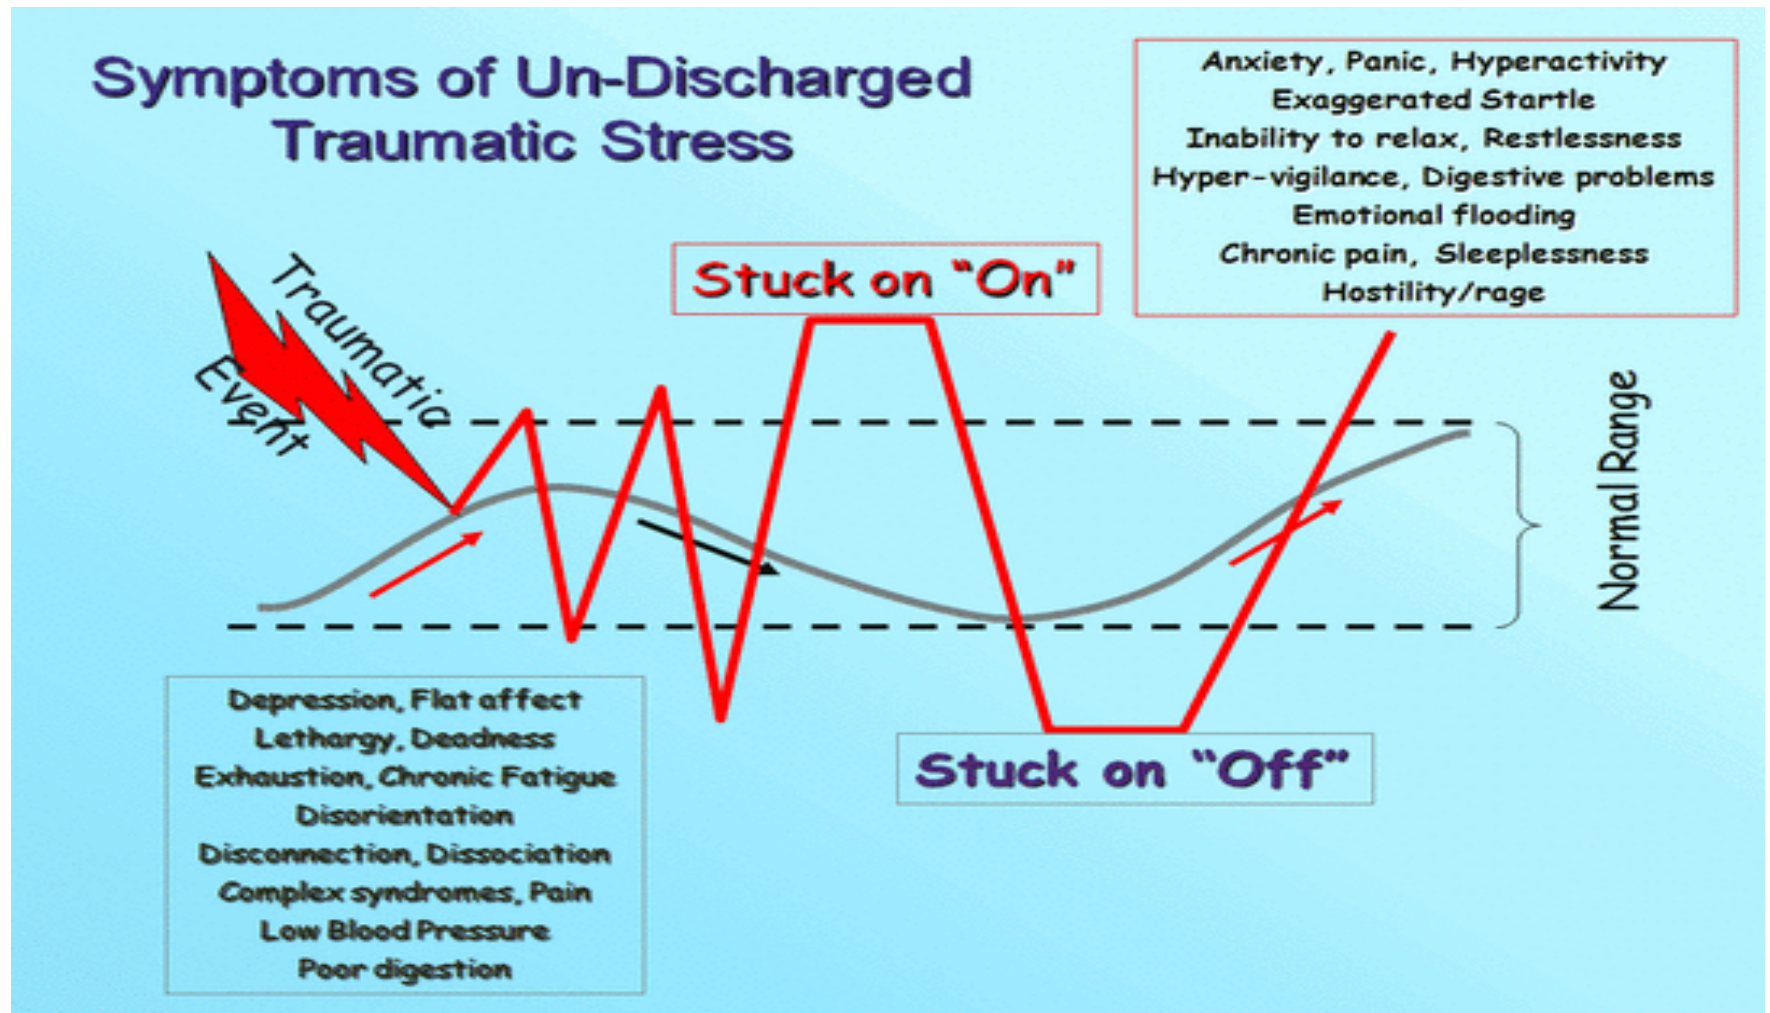 Symptoms of Un-Discharged
Traumatic Stress
Anxiety, Panic, Hyperactivity
Exaggerated Startle
Inability to relax, Restlessness
Hyper-vigilance, Digestive problems
Emotional flooding
Chronic pain, Sleeplessness
Hostility/rage
Traumatic
Event
Stuck on “On”
Normal Range
Stuck on “Off”
Depression, Flat affect
Lethargy, Deadness
Exhaustion, Chronic Fatigue
Disorientation
Disconnection, Dissociation
Complex syndromes, Pain
Low Blood Pressure
Poor digestion